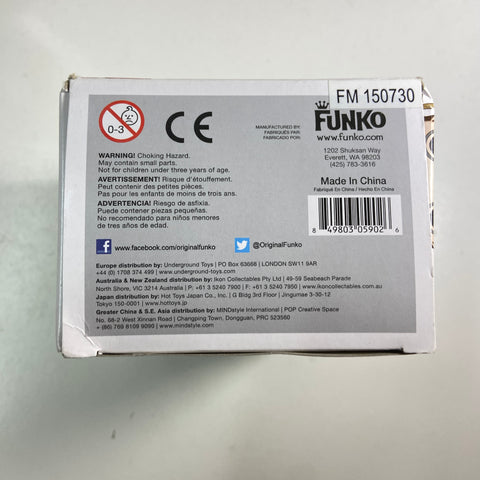 FM 150730
0-3
CE
MANUFACTURED BY:
FABRIQUÉS PAR:
FABRICADO POR:
FUNKO
www.funko.com
1202 Shuksan Way
Everett, WA 98203
(425) 783-3616
WARNING! Choking Hazard.
May contain small parts.
Not for children under three years of age.
AVERTISSEMENT! Risque d'étouffement.
Peut contenir des petites pièces.
Pas pour les enfants de moins de trois ans.
ADVERTENCIA! Riesgo de asfixia.
Puede contener piezas pequeñas.
No recomendado para niños menores
de tres años de edad
Made In China
Fabriqué En China / Hecho En China
8 49803 05902 6
www.facebook.com/originalfunko
@OriginalFunko
Europe distribution by: Underground Toys | PO Box 63668 | LONDON SW11 9AR
+44 (0) 1708 374 499 | www.underground-toys.com
Australia & New Zealand distribution by: Ikon Collectables Pty Ltd | 49-59 Seabeach Parade
North Shore, VIC 3214 Australia | P +61 3 5240 7900 | F +61 3 5240 7950 | www.ikoncollectables.com.au
Japan distribution by: Hot Toys Japan Co., Inc. | G Bldg 3rd Floor | Jingumae 3-30-12
Tokyo 150-0001 | www.hottoys.jp
Greater China & S.E. Asia distribution by: MINDstyle International | POP Creative Space
No. 68-2 West Xinnan Road | Changping Town, Dongguan, PRC 523560
+ (86) 769 8109 9090 | www.mindstyle.com